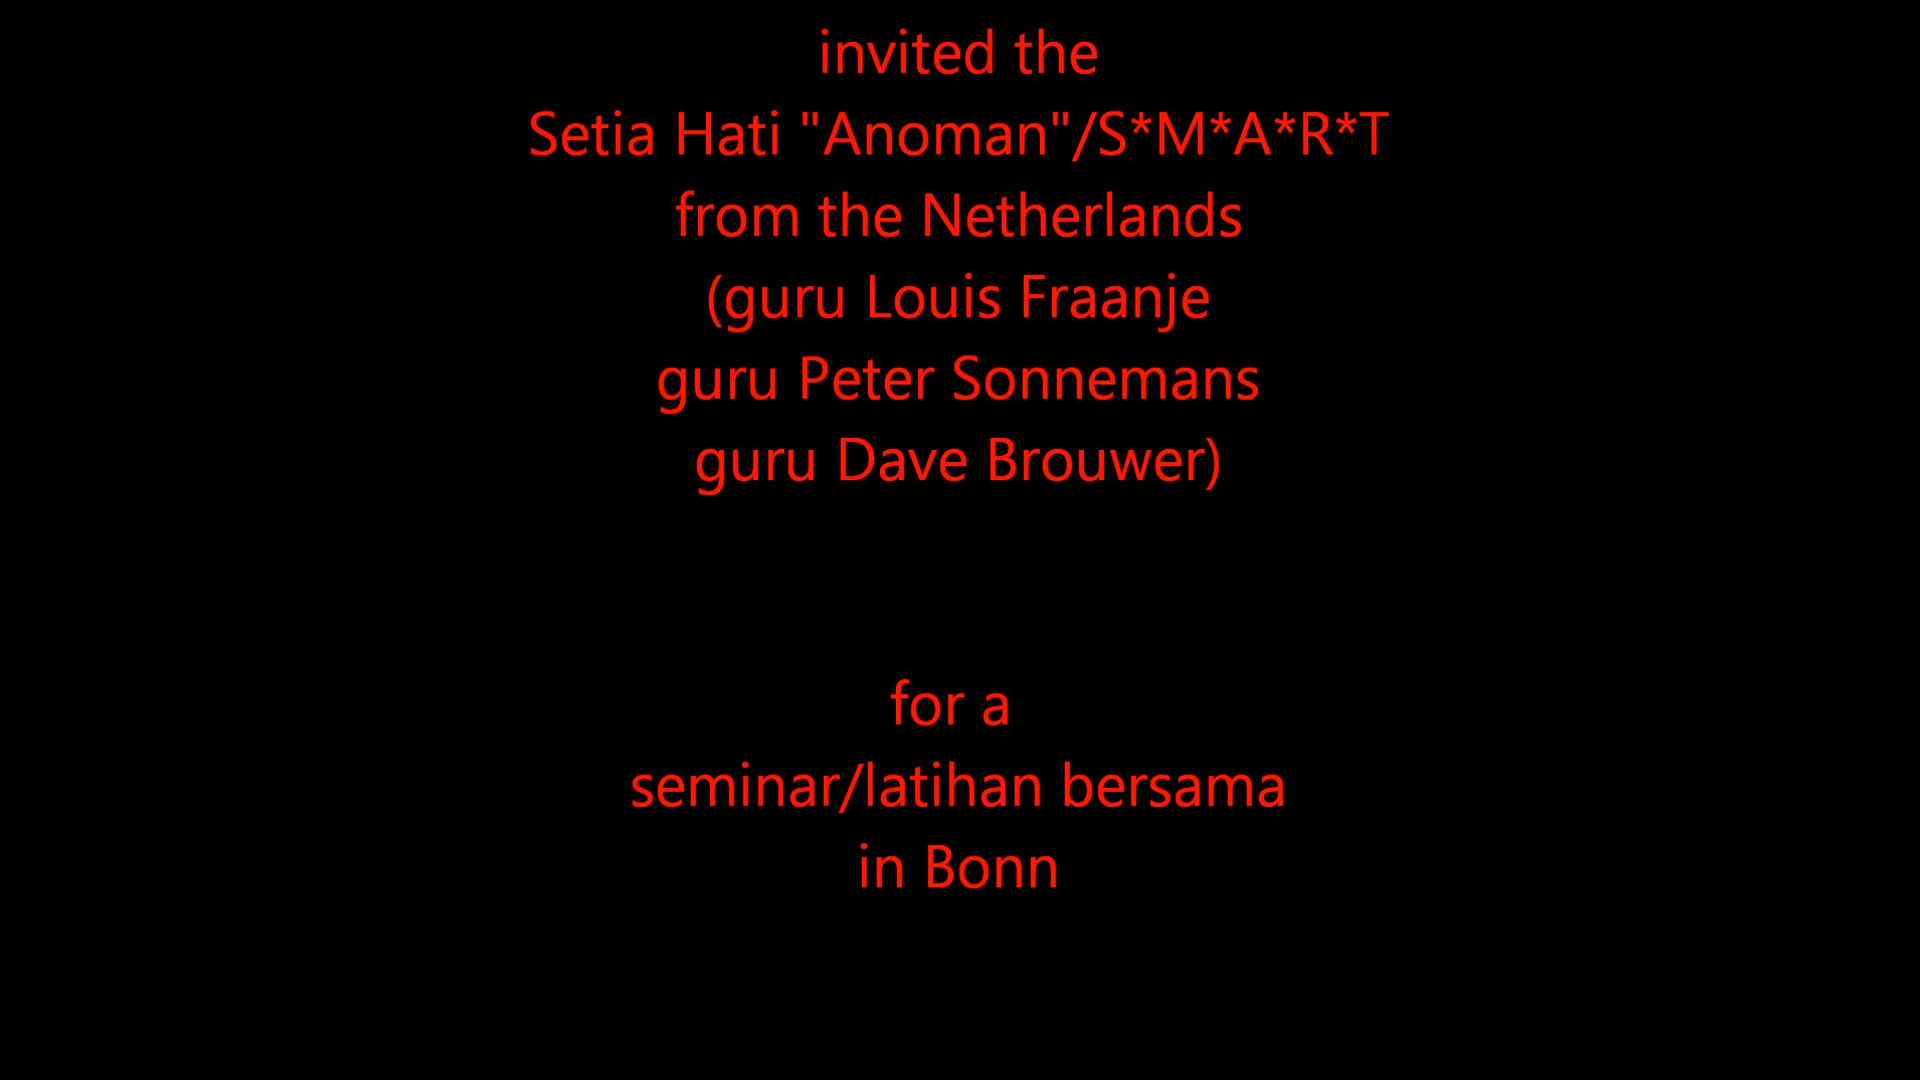 invited the
Setia Hati "Anoman"/S*M*A*R*T
from the Netherlands
(guru Louis Fraanje
guru Peter Sonnemans
guru Dave Brouwer)
for a
seminar/latihan bersama
in Bonn